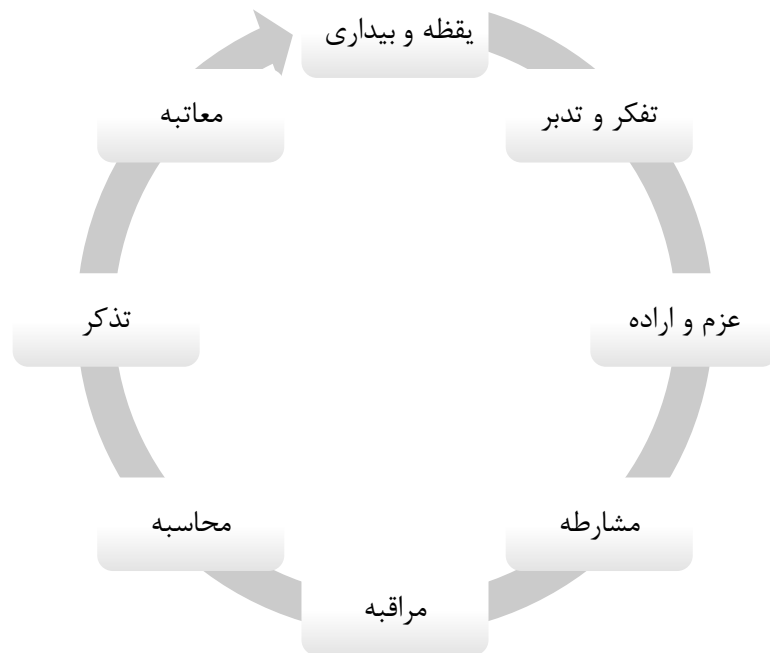 یقظه و بیداری
تفکر و تدبر
عزم و اراده
مشارطه
مراقبه
محاسبه
تذکر
معاتبه